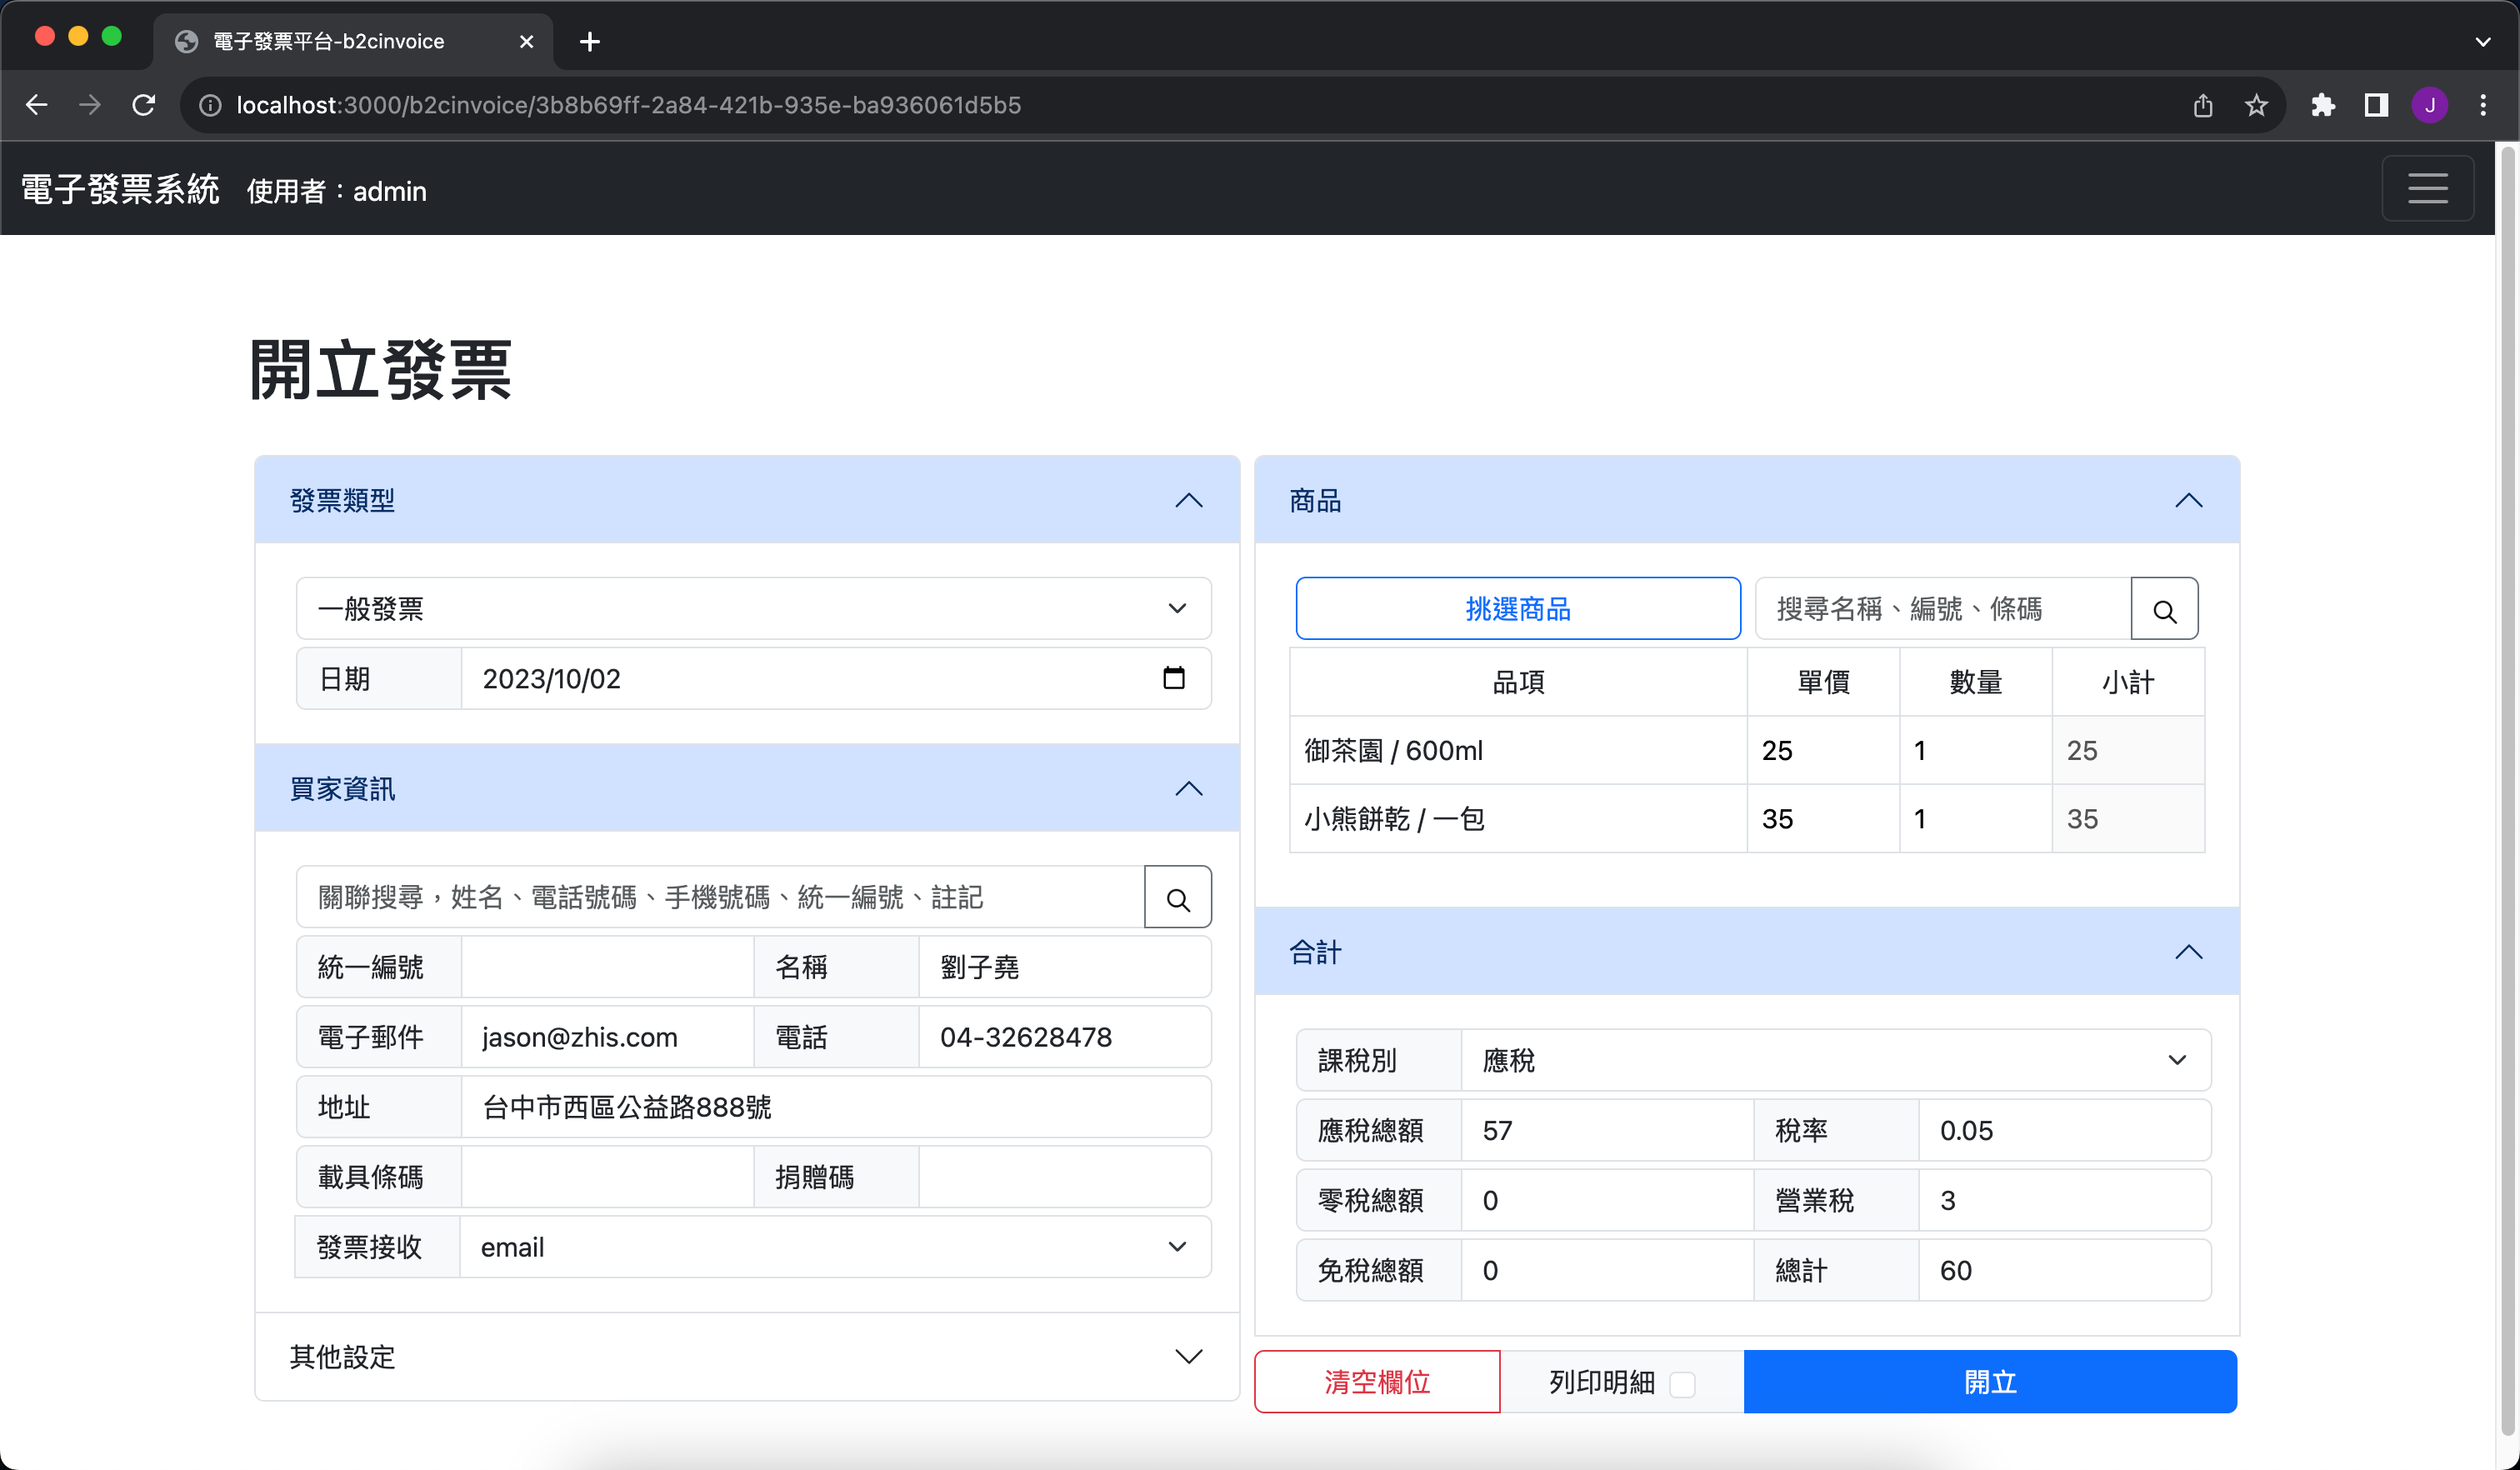 電子發票平台-b2cinvoice
localhost:3000/b2cinvoice/3b8b69ff-2a84-421b-935e-ba936061d5b5
J
電子發票系統 使用者：admin
開立發票
發票類型
一般發票
日期 2023/10/02
買家資訊
關聯搜尋，姓名、電話號碼、手機號碼、統一編號、註記
統一編號 名稱 劉子堯
電子郵件 jason@zhis.com 電話 04-32628478
地址 台中市西區公益路888號
載具條碼 捐贈碼
發票接收 email
其他設定
商品
挑選商品 搜尋名稱、編號、條碼
品項 單價 數量 小計
御茶園 / 600ml 25 1 25
小熊餅乾 / 一包 35 1 35
合計
課稅別 應稅
應稅總額 57 稅率 0.05
零稅總額 0 營業稅 3
免稅總額 0 總計 60
清空欄位 列印明細 開立